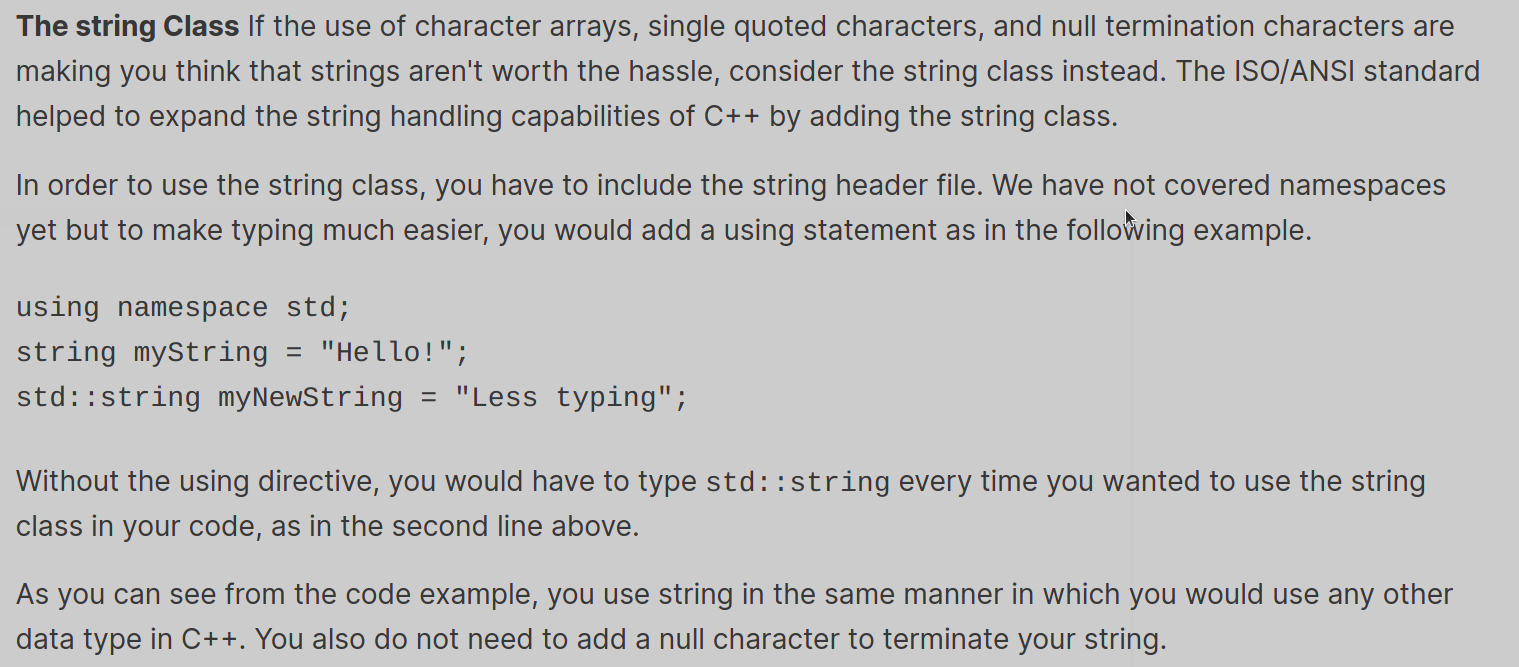 The string Class If the use of character arrays, single quoted characters, and null termination characters are
making you think that strings aren't worth the hassle, consider the string class instead. The ISO/ANSI standard
helped to expand the string handling capabilities of C++ by adding the string class.
In order to use the string class, you have to include the string header file. We have not covered namespaces
yet but to make typing much easier, you would add a using statement as in the following example.
using namespace std;
string myString = "Hello!";
std::string myNewString = "Less typing";
Without the using directive, you would have to type std::string every time you wanted to use the string
class in your code, as in the second line above.
As you can see from the code example, you use string in the same manner in which you would use any other
data type in C++. You also do not need to add a null character to terminate your string.